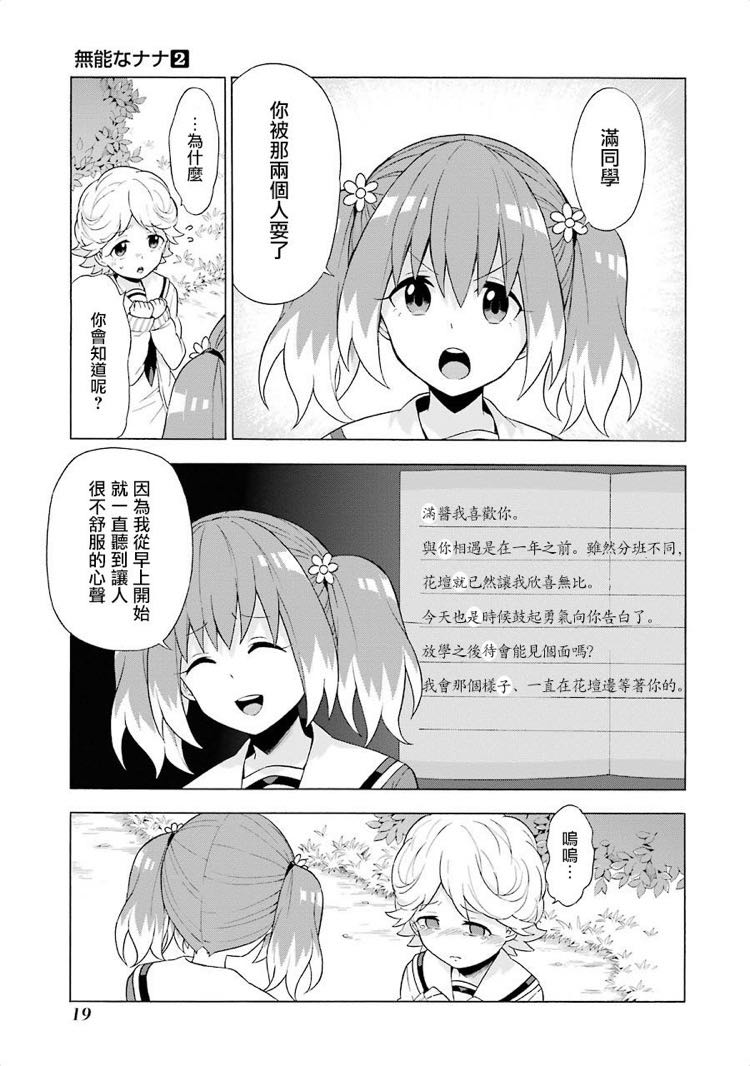 無能なナナ2
滿同學
你被那兩個人耍了
…為什麼
你會知道呢？
滿醬我喜歡你。
與你相遇是在一年之前。雖然分班不同，
花壇就已然讓我欣喜無比。
今天也是時候鼓起勇氣向你告白了。
放學之後待會能見個面嗎？
我會那個樣子、一直在花壇邊等著你的。
因為我從早上開始
就一直聽到讓人
很不舒服的心聲
嗚嗚…
19